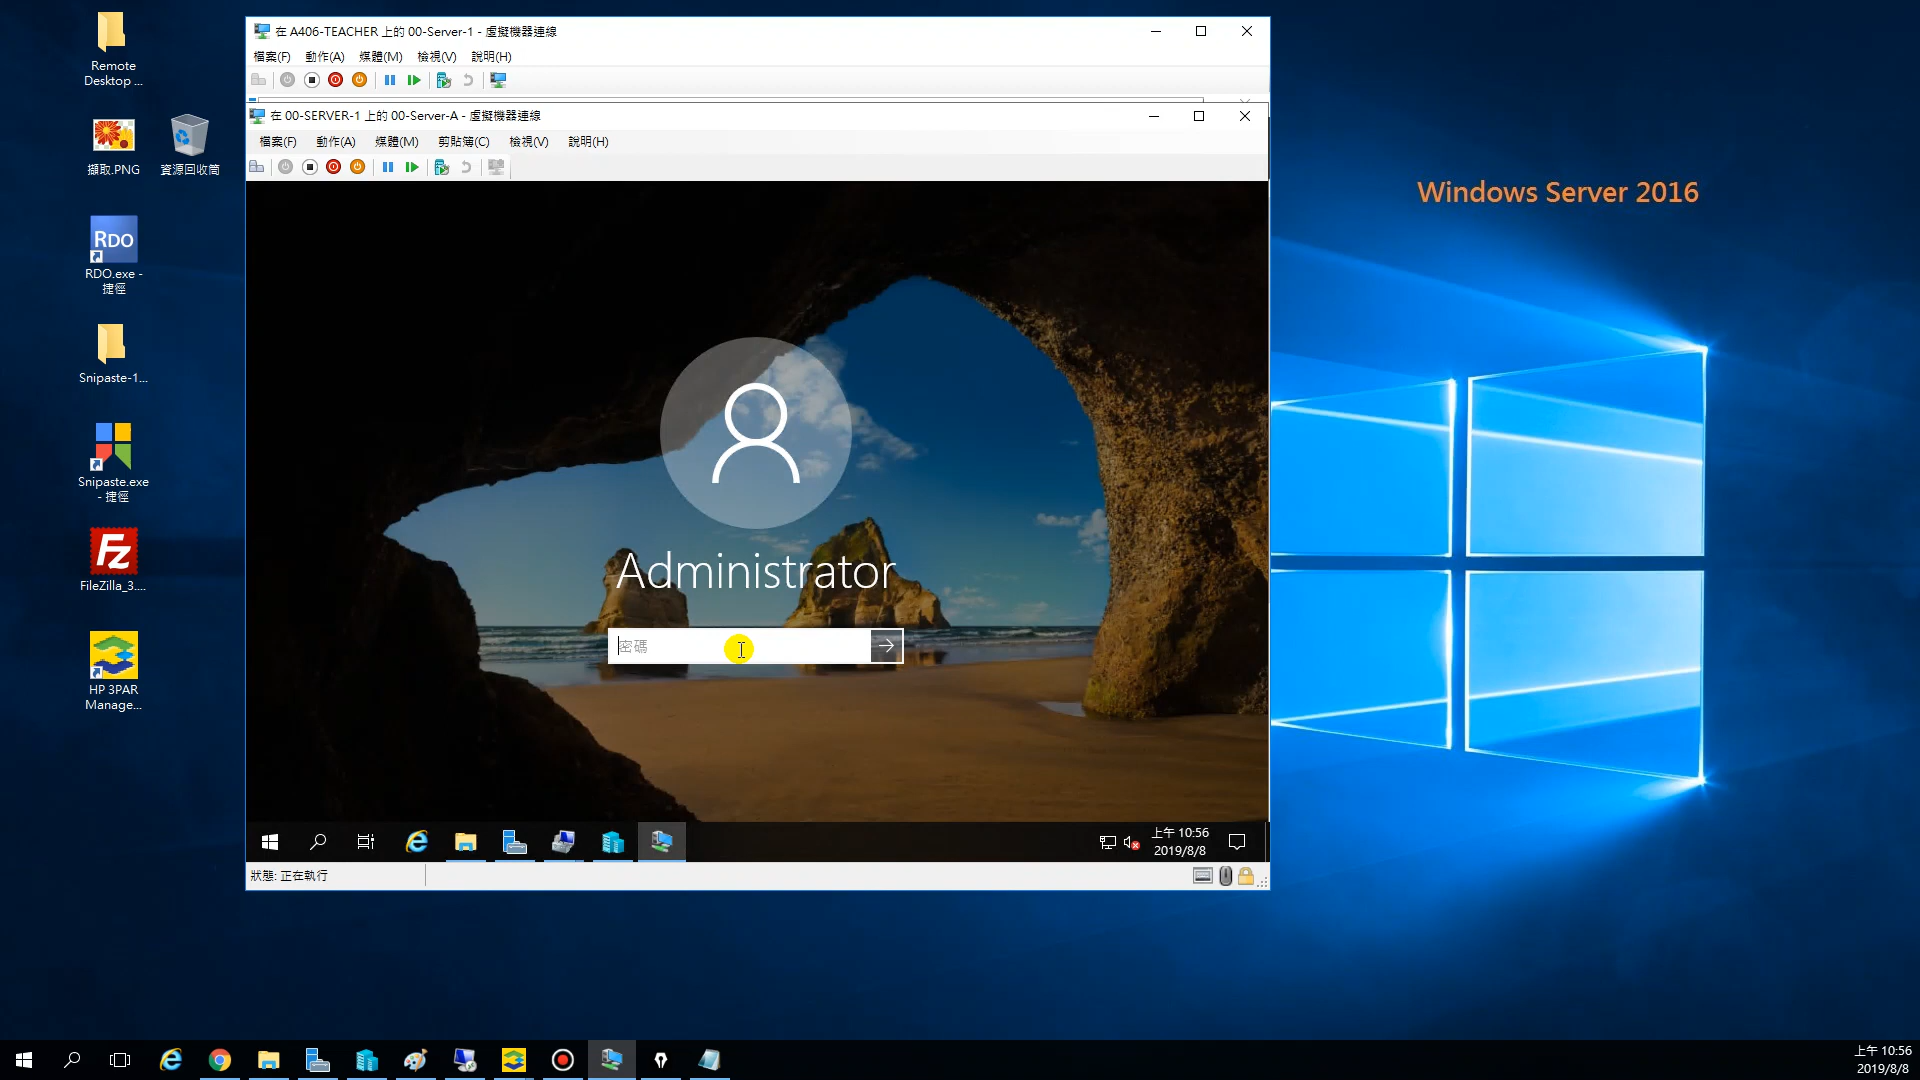 Remote
Desktop ...
擷取.PNG
資源回收筒
RDO
RDO.exe -
捷徑
Snipaste-1...
Snipaste.exe
- 捷徑
Fz
FileZilla_3....
HP 3PAR
Manage...
在 A406-TEACHER 上的 00-Server-1 - 虛擬機器連線
檔案(F) 動作(A) 媒體(M) 檢視(V) 說明(H)
在 00-SERVER-1 上的 00-Server-A - 虛擬機器連線
檔案(F) 動作(A) 媒體(M) 剪貼簿(C) 檢視(V) 說明(H)
Administrator
密碼
上午 10:56
2019/8/8
狀態: 正在執行
Windows Server 2016
上午 10:56
2019/8/8